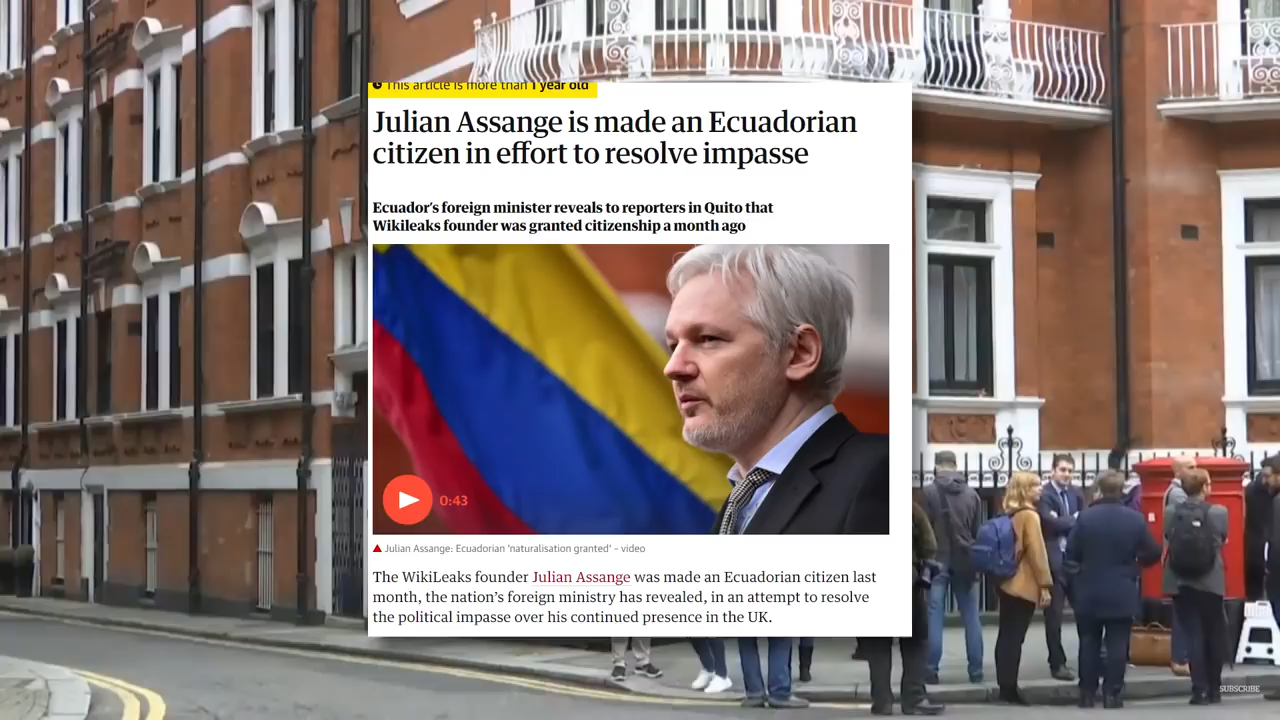 This article is more than 1 year old
Julian Assange is made an Ecuadorian
citizen in effort to resolve impasse
Ecuador's foreign minister reveals to reporters in Quito that
Wikileaks founder was granted citizenship a month ago
0:43
Julian Assange: Ecuadorian 'naturalisation granted' - video
The WikiLeaks founder Julian Assange was made an Ecuadorian citizen last
month, the nation's foreign ministry has revealed, in an attempt to resolve
the political impasse over his continued presence in the UK.
SUBSCRIBE